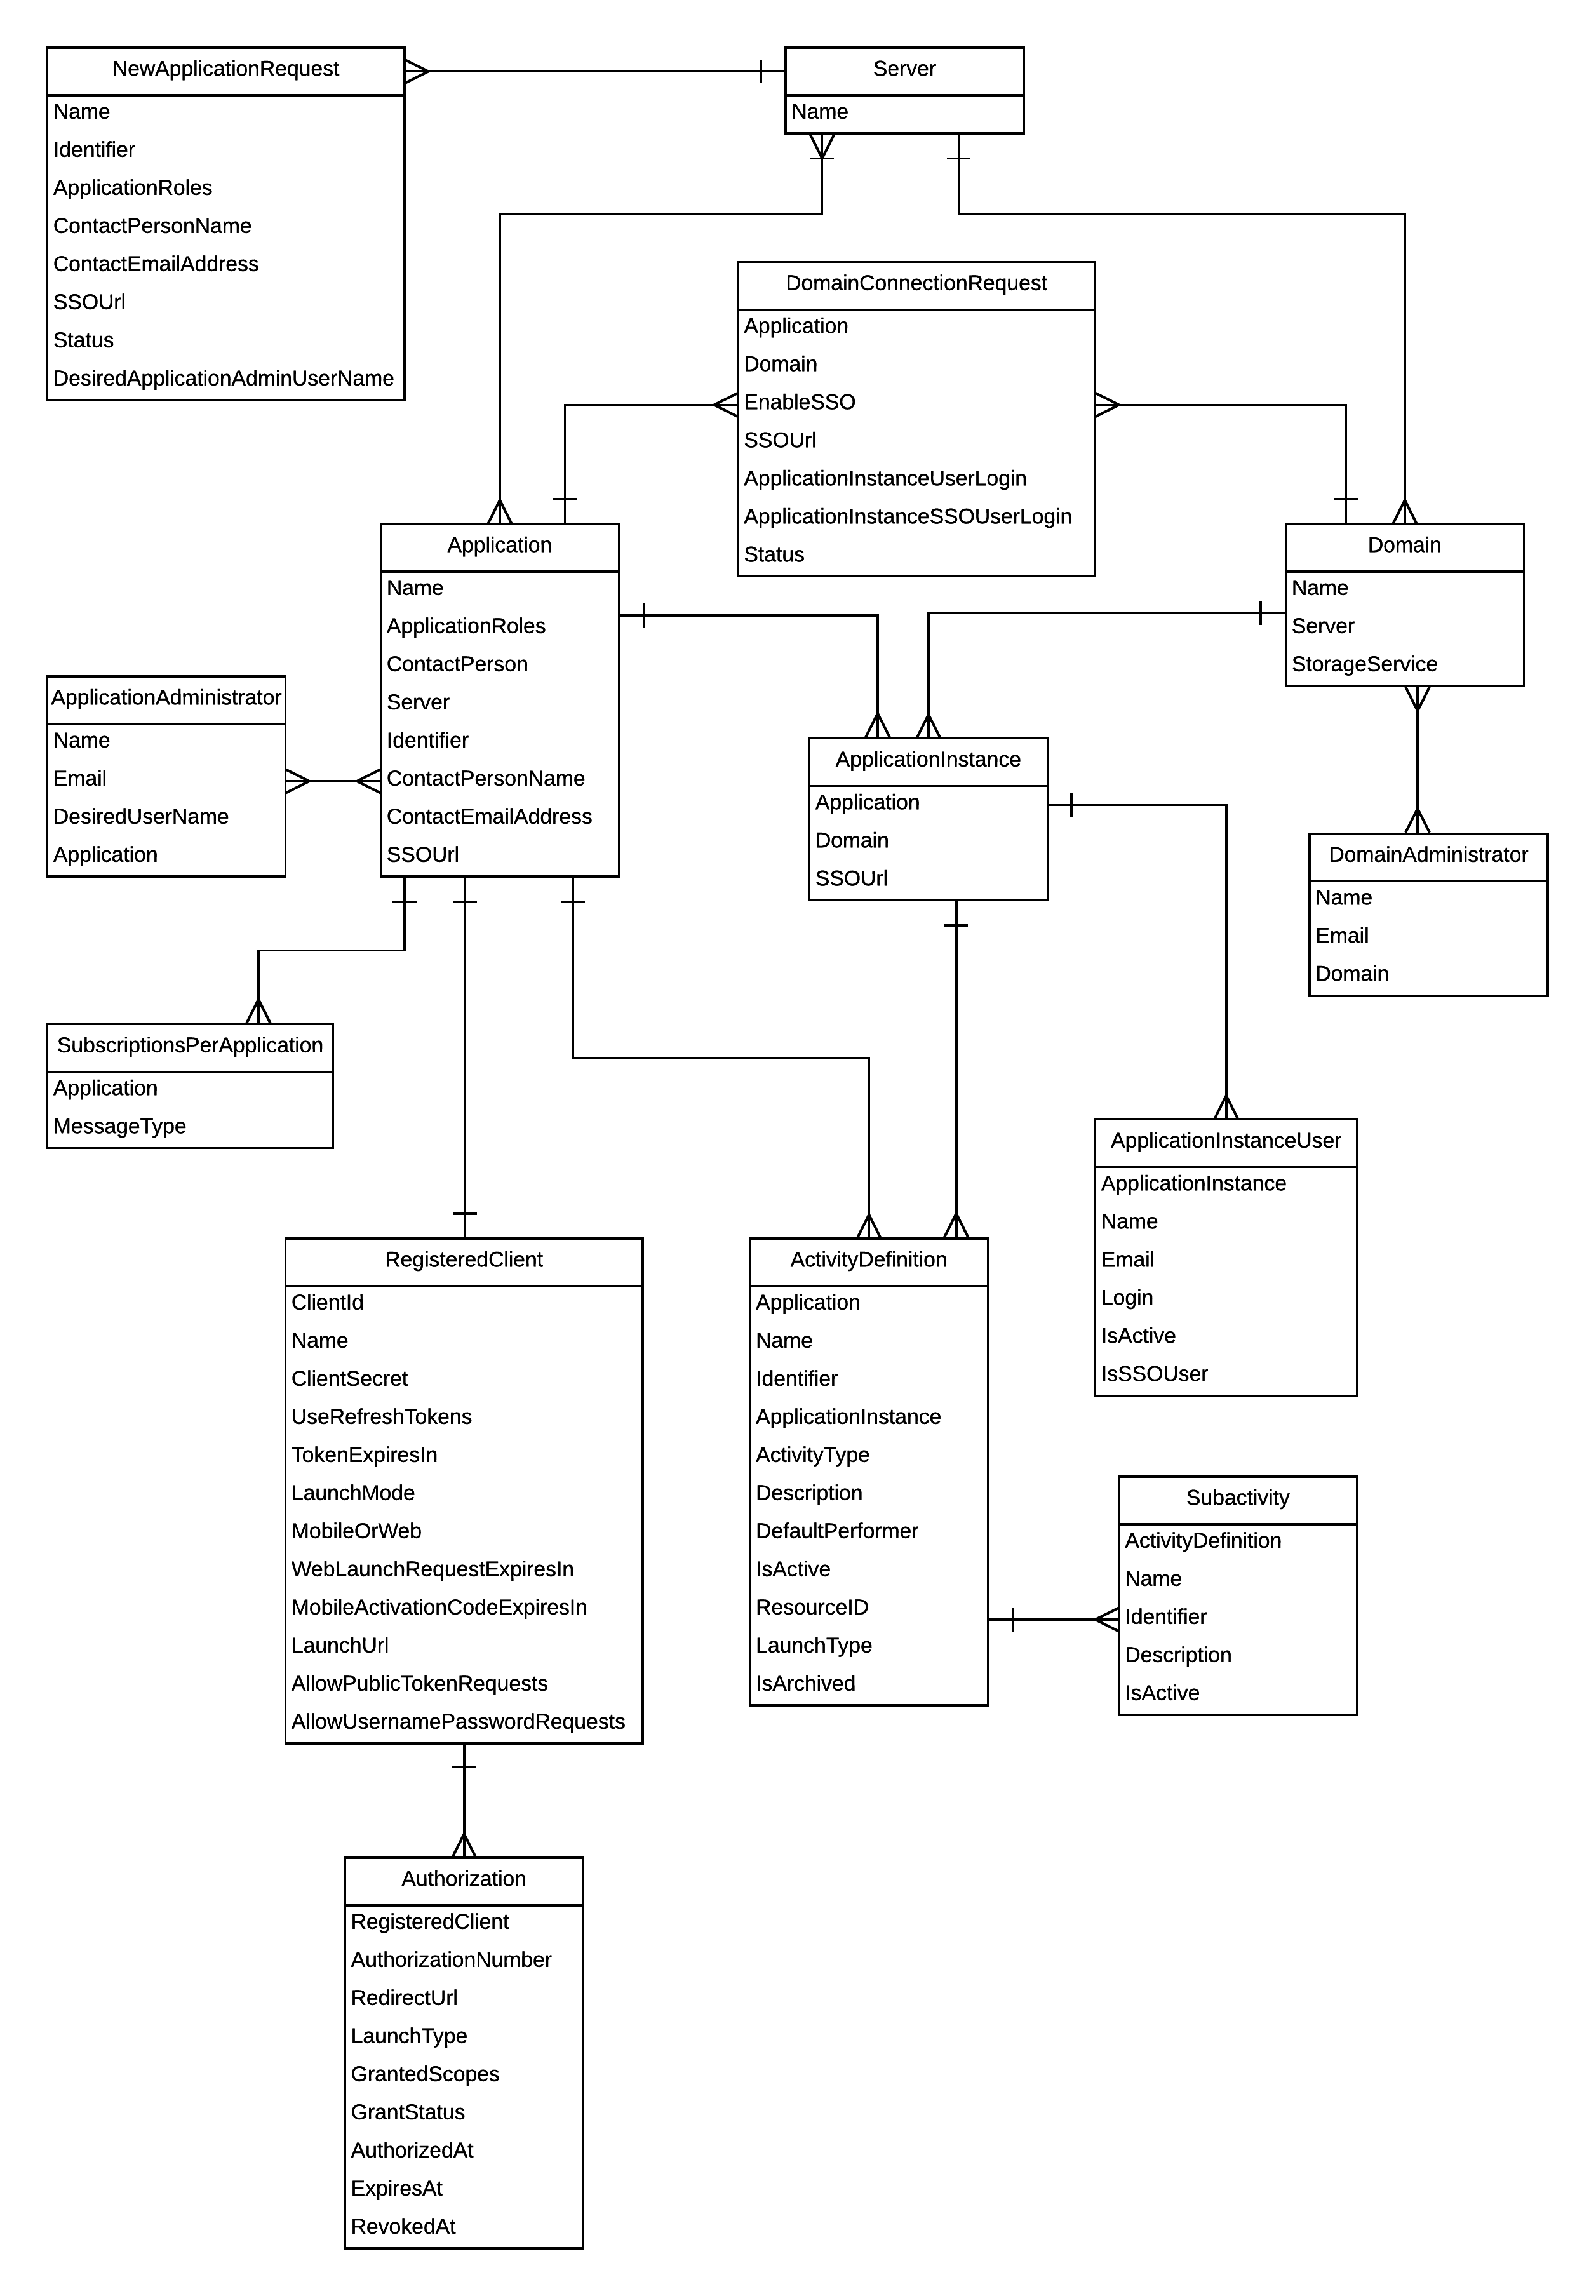 NewApplicationRequest
Name
Identifier
ApplicationRoles
ContactPersonName
ContactEmailAddress
SSOUrl
Status
DesiredApplicationAdminUserName
Server
Name
DomainConnectionRequest
Application
Domain
EnableSSO
SSOUrl
ApplicationInstanceUserLogin
ApplicationInstanceSSOUserLogin
Status
Application
Name
ApplicationRoles
ContactPerson
Server
Identifier
ContactPersonName
ContactEmailAddress
SSOUrl
Domain
Name
Server
StorageService
ApplicationAdministrator
Name
Email
DesiredUserName
Application
ApplicationInstance
Application
Domain
SSOUrl
DomainAdministrator
Name
Email
Domain
SubscriptionsPerApplication
Application
MessageType
ApplicationInstanceUser
ApplicationInstance
Name
Email
Login
IsActive
IsSSOUser
RegisteredClient
ClientId
Name
ClientSecret
UseRefreshTokens
TokenExpiresIn
LaunchMode
MobileOrWeb
WebLaunchRequestExpiresIn
MobileActivationCodeExpiresIn
LaunchUrl
AllowPublicTokenRequests
AllowUsernamePasswordRequests
ActivityDefinition
Application
Name
Identifier
ApplicationInstance
ActivityType
Description
DefaultPerformer
IsActive
ResourceID
LaunchType
IsArchived
Subactivity
ActivityDefinition
Name
Identifier
Description
IsActive
Authorization
RegisteredClient
AuthorizationNumber
RedirectUrl
LaunchType
GrantedScopes
GrantStatus
AuthorizedAt
ExpiresAt
RevokedAt